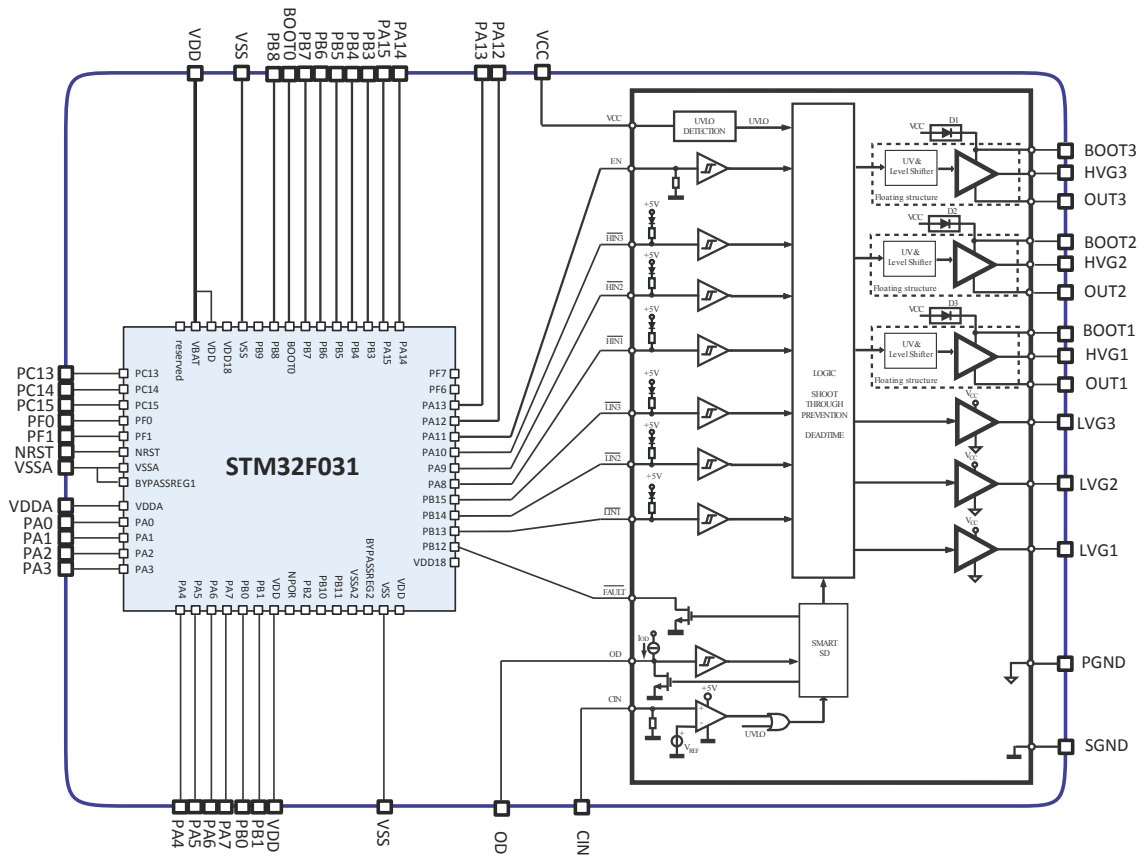 VDD
VSS
PB8
BOOT0
PB7
PB6
PB5
PB4
PB3
PA15
PA14
PA13
PA12
VCC
VCC
UVLO
DETECTION
UVLO
EN
+5V
HIN3
+5V
HIN2
+5V
HIN1
+5V
LIN3
+5V
LIN2
+5V
LIN1
FAULT
IOD
OD
CIN
+5V
+
-
+
VREF
UVLO
SMART
SD
LOGIC
SHOOT
THROUGH
PREVENTION
DEADTIME
VCC
D1
UV&
Level Shifter
Floating structure
VCC
D2
UV&
Level Shifter
Floating structure
VCC
D3
UV&
Level Shifter
Floating structure
VCC
VCC
VCC
BOOT3
HVG3
OUT3
BOOT2
HVG2
OUT2
BOOT1
HVG1
OUT1
LVG3
LVG2
LVG1
PGND
SGND
reserved
VBAT
VDD
VDD18
VSS
PB9
PB8
BOOT0
PB7
PB6
PB5
PB4
PB3
PA15
PA14
PC13
PC14
PC15
PF0
PF1
NRST
VSSA
VDDA
PA0
PA1
PA2
PA3
PC13
PC14
PC15
PF0
PF1
NRST
VSSA
BYPASSREG1
VDDA
PA0
PA1
PA2
PA3
STM32F031
PF7
PF6
PA13
PA12
PA11
PA10
PA9
PA8
PB15
PB14
PB13
PB12
VDD18
PA4
PA5
PA6
PA7
PB0
PB1
VDD
NPOR
PB2
PB10
PB11
VSSA2
BYPASSREG2
VSS
VDD
PA4
PA5
PA6
PA7
PB0
PB1
VDD
VSS
OD
CIN